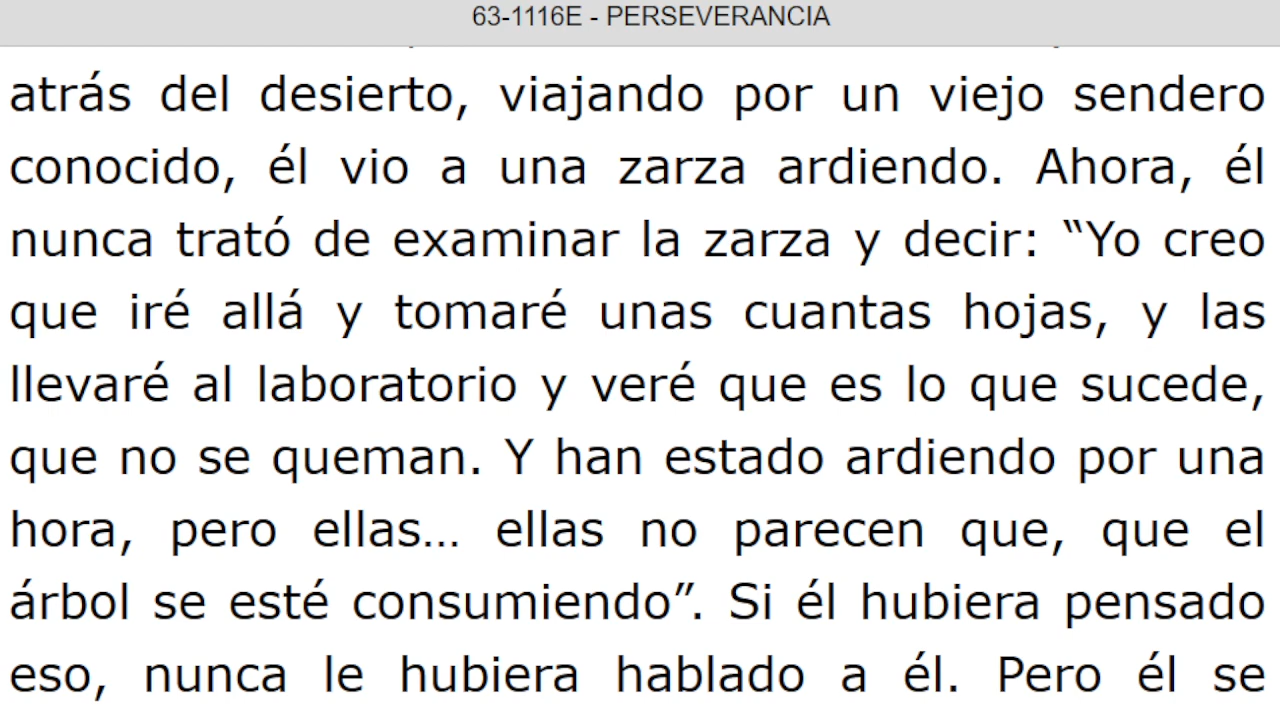 63-1116E - PERSEVERANCIA
atrás del desierto, viajando por un viejo sendero
conocido, él vio a una zarza ardiendo. Ahora, él
nunca trató de examinar la zarza y decir: “Yo creo
que iré allá y tomaré unas cuantas hojas, y las
llevaré al laboratorio y veré que es lo que sucede,
que no se queman. Y han estado ardiendo por una
hora, pero ellas… ellas no parecen que, que el
árbol se esté consumiendo”. Si él hubiera pensado
eso, nunca le hubiera hablado a él. Pero él se